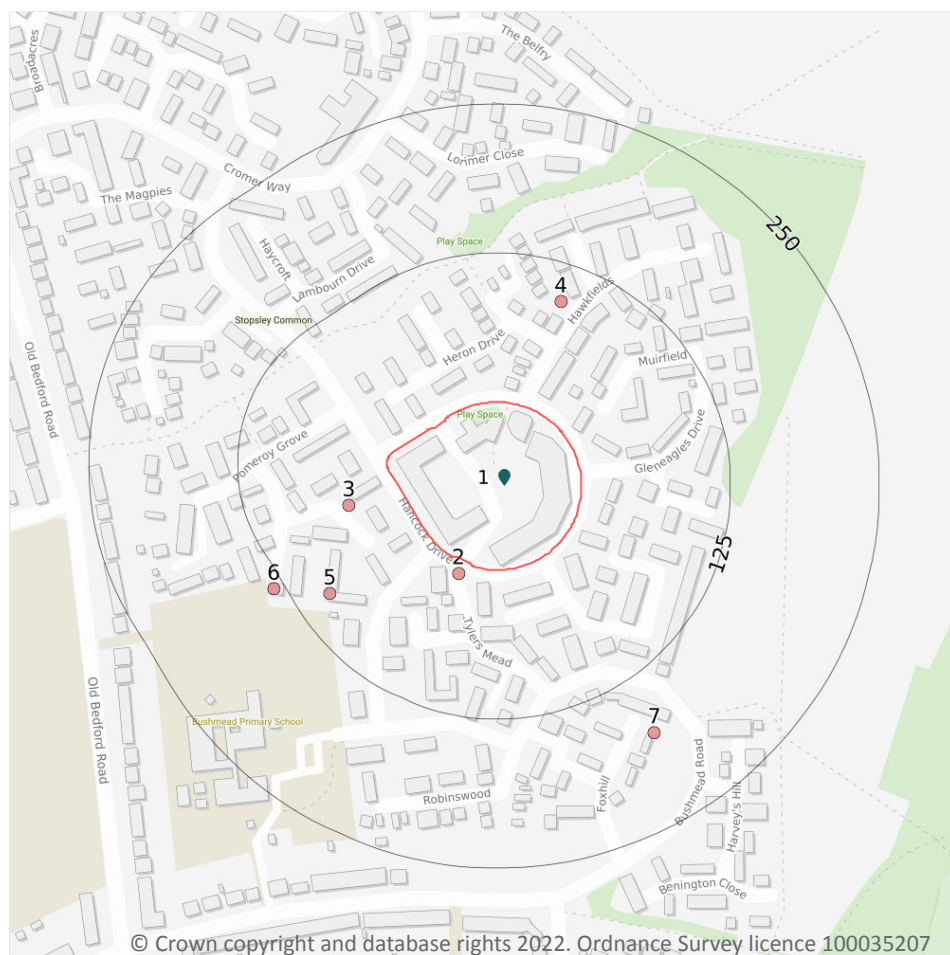 The Belfry
Broadacres
Lorimer Close
Cromer Way
The Magpies
250
Play Space
Haycroft
Lambourn Drive
4
Hawkfields
Stopsley Common
Heron Drive
Old Bedford Road
Muirfield
Play Space
Pomeroy Grove
Gleneagles Drive
1
3
Hancock Drive
125
2
6
5
Tylers Mead
Old Bedford Road
Bushmead Primary School
7
Bushmead Road
Robinswood
Foxhill
Harvey's Hill
Benington Close
© Crown copyright and database rights 2022. Ordnance Survey licence 100035207